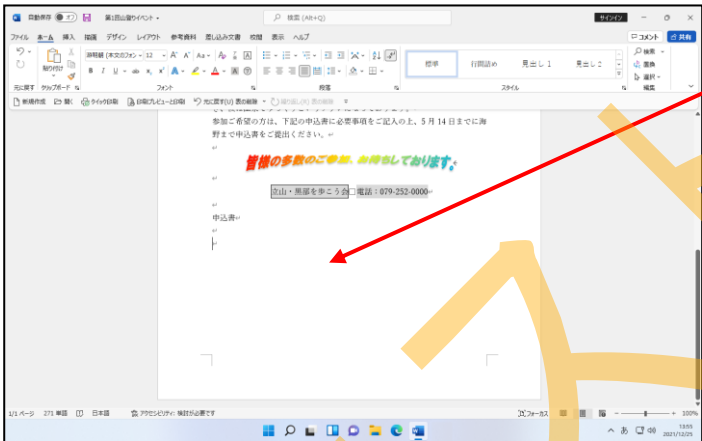 自動保存 オフ 第1回山登りイベント
検索 (Alt+Q)
サインイン
ファイル ホーム 挿入 描画 デザイン レイアウト 参考資料 差し込み文書 校閲 表示 ヘルプ
コメント 共有
貼り付け
游明朝 (本文のフォント) 12
標準 行間詰め 見出し 1 見出し 2
検索
置換
選択
元に戻す クリップボード フォント 段落 スタイル 編集
新規作成 開く クイック印刷 印刷プレビューと印刷 元に戻す(U) 表の削除
参加ご希望の方は、下記の申込書に必要事項をご記入の上、5 月 14 日までに海
野まで申込書をご提出ください。
皆様の多数のご参加、お待ちしております。
立山・黒部を歩こう会□電話：079-252-0000
申込書
1/1 ページ 271 単語 日本語 アクセシビリティ: 検討が必要です
フォーカス
100%
あ
13:55
2021/12/25